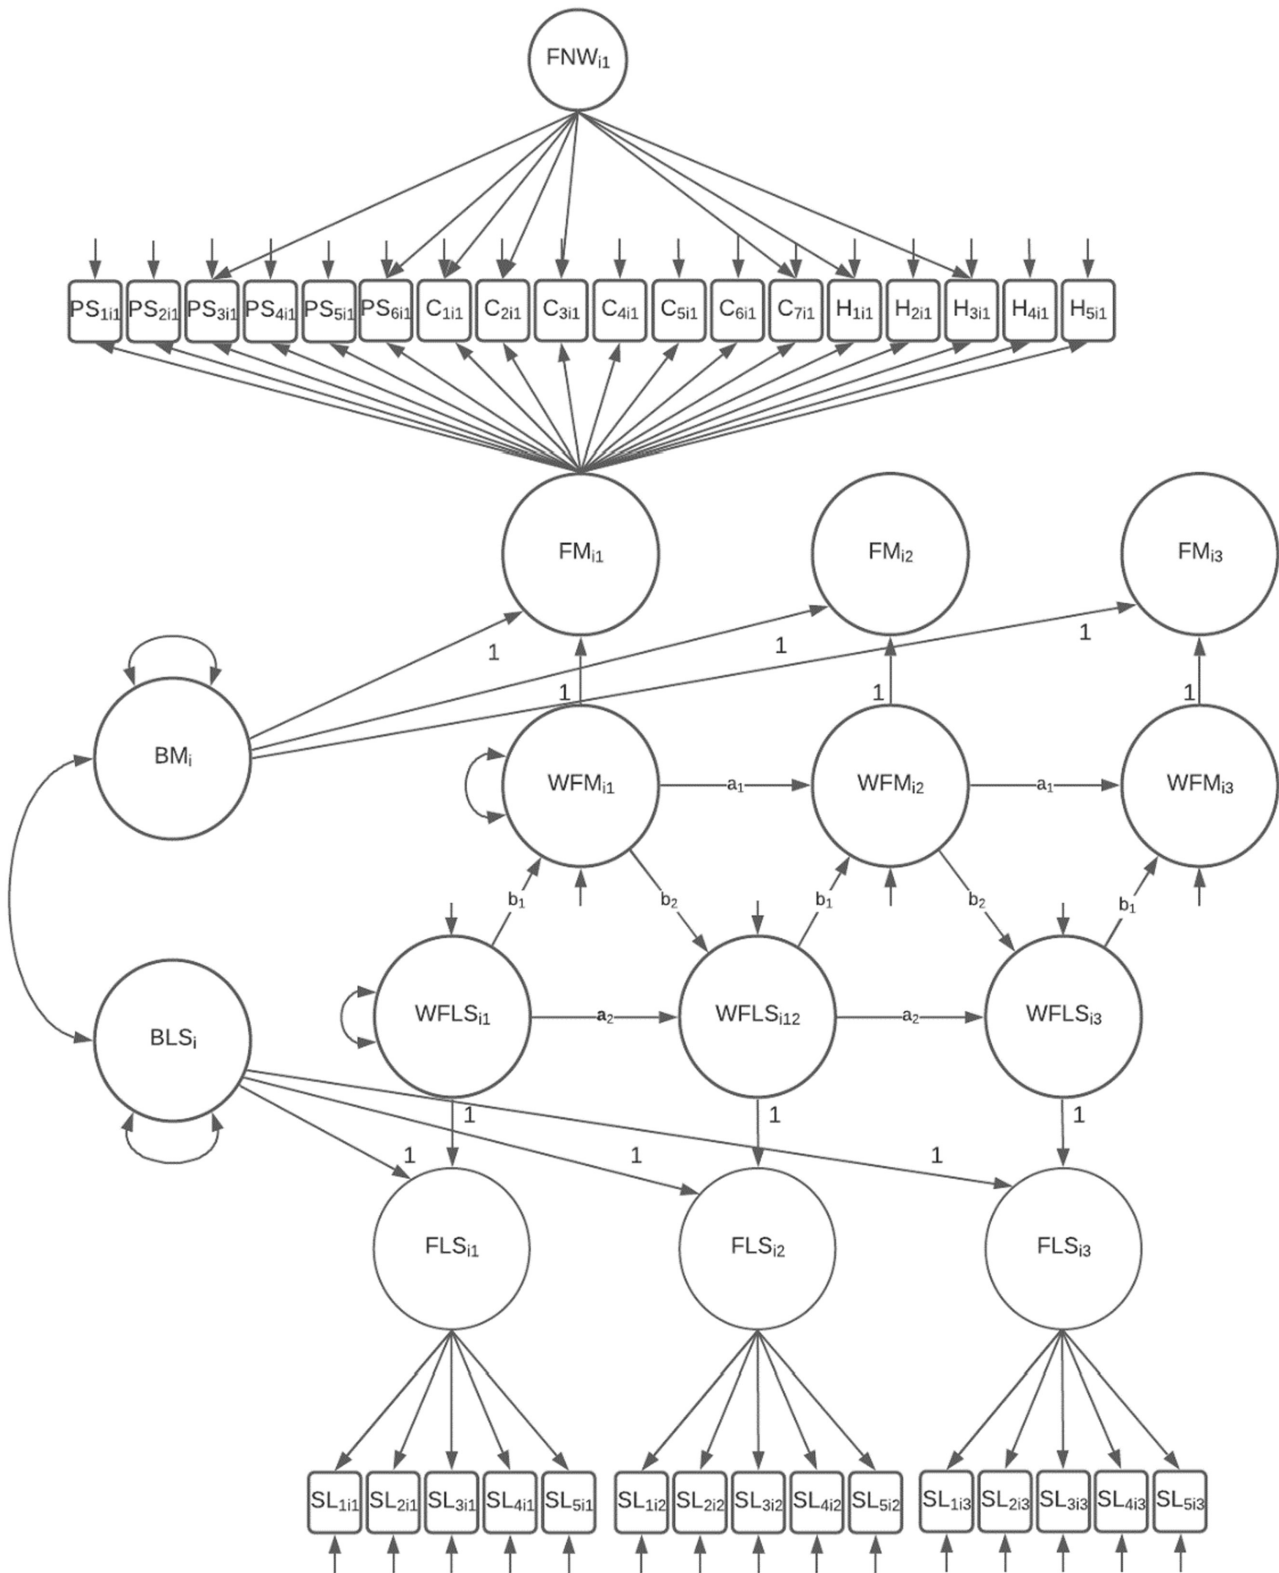 FNWi1
PS1i1 PS2i1 PS3i1 PS4i1 PS5i1 PS6i1 C1i1 C2i1 C3i1 C4i1 C5i1 C6i1 C7i1 H1i1 H2i1 H3i1 H4i1 H5i1
FMi1 FMi2 FMi3
1 1 1
1 1 1
BMi
WFMi1 a1 WFMi2 a1 WFMi3
b1 b2 b1 b2 b1
WFLSi1 a2 WFLSi12 a2 WFLSi3
BLSi
1 1 1
1 1 1
FLSi1 FLSi2 FLSi3
SL1i1 SL2i1 SL3i1 SL4i1 SL5i1 SL1i2 SL2i2 SL3i2 SL4i2 SL5i2 SL1i3 SL2i3 SL3i3 SL4i3 SL5i3